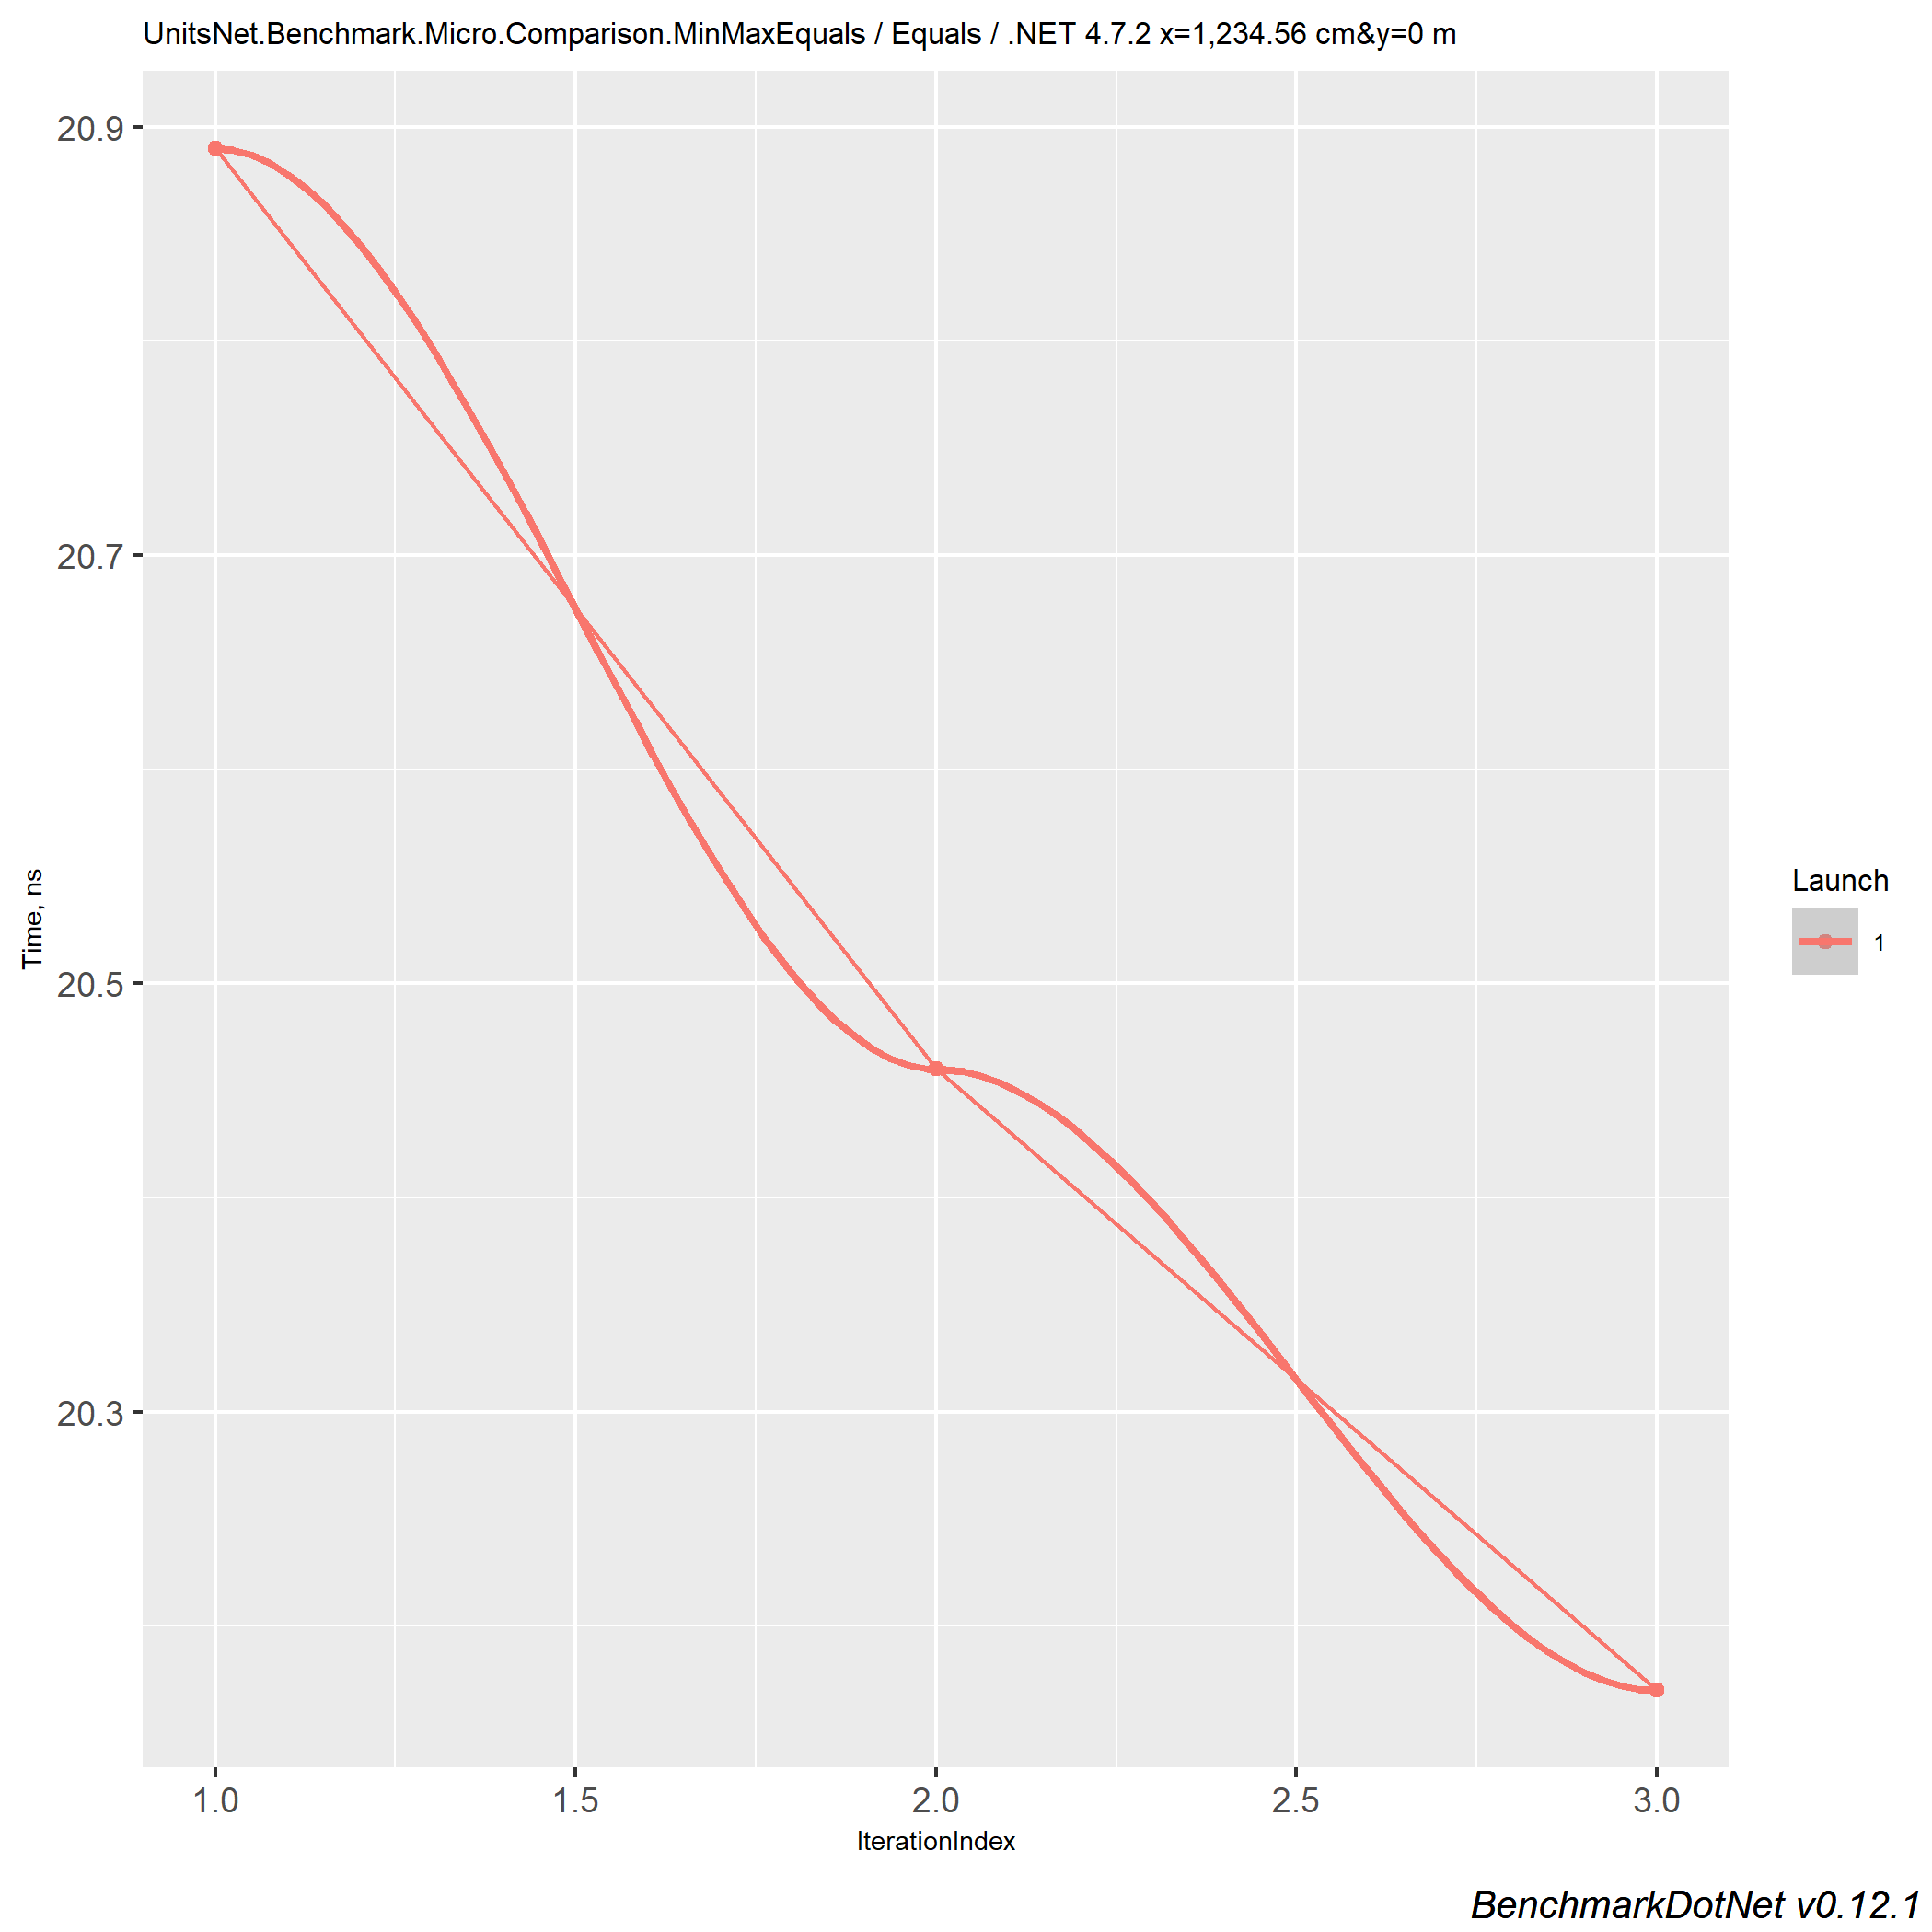 UnitsNet.Benchmark.Micro.Comparison.MinMaxEquals / Equals / .NET 4.7.2 x=1,234.56 cm&y=0 m
20.9
20.7
20.5
20.3
Time, ns
1.0 1.5 2.0 2.5 3.0
IterationIndex
Launch
1
BenchmarkDotNet v0.12.1